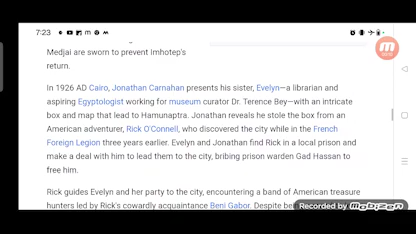 7:23
Medjai are sworn to prevent Imhotep's
return.
In 1926 AD Cairo, Jonathan Carnahan presents his sister, Evelyn—a librarian and
aspiring Egyptologist working for museum curator Dr. Terence Bey—with an intricate
box and map that lead to Hamunaptra. Jonathan reveals he stole the box from an
American adventurer, Rick O'Connell, who discovered the city while in the French
Foreign Legion three years earlier. Evelyn and Jonathan find Rick in a local prison and
make a deal with him to lead them to the city, bribing prison warden Gad Hassan to
free him.
Rick guides Evelyn and her party to the city, encountering a band of American treasure
hunters led by Rick's cowardly acquaintance Beni Gabor. Despite
Recorded by Mobizen